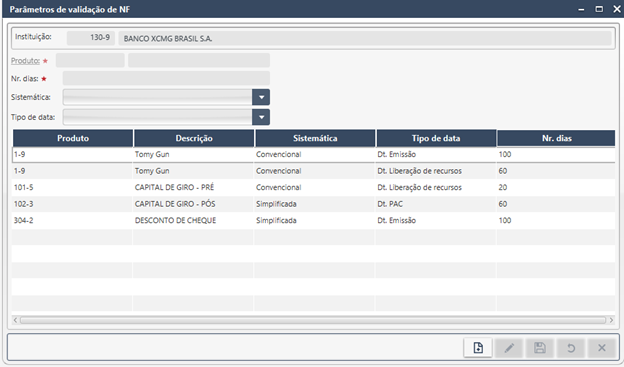 Parâmetros de validação de NF
Instituição: 130-9 BANCO XCMG BRASIL S.A.
Produto: *
Nr. dias: *
Sistemática:
Tipo de data:
Produto Descrição Sistemática Tipo de data Nr. dias
1-9 Tomy Gun Convencional Dt. Emissão 100
1-9 Tomy Gun Convencional Dt. Liberação de recursos 60
101-5 CAPITAL DE GIRO - PRÉ Convencional Dt. Liberação de recursos 20
102-3 CAPITAL DE GIRO - PÓS Simplificada Dt. PAC 60
304-2 DESCONTO DE CHEQUE Simplificada Dt. Emissão 100